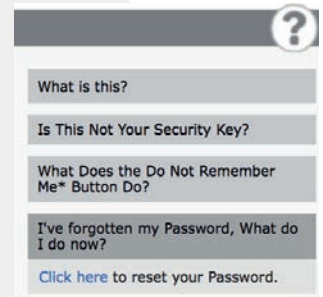 ?
What is this?
Is This Not Your Security Key?
What Does the Do Not Remember
Me* Button Do?
I've forgotten my Password, What do
I do now?
Click here to reset your Password.